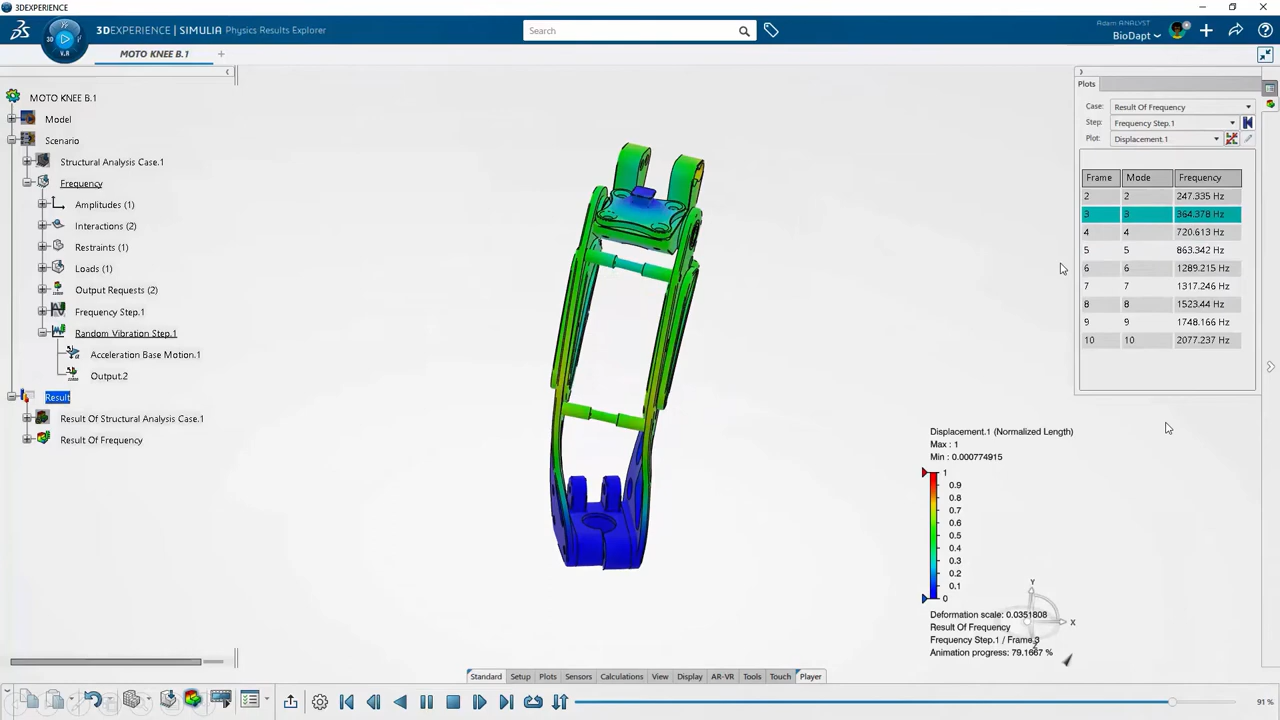 3DEXPERIENCE
3DEXPERIENCE | SIMULIA Physics Results Explorer
Search
Adam ANALYST
BioDapt
3D
V.R
MOTO KNEE B.1
MOTO KNEE B.1
Model
Scenario
Structural Analysis Case.1
Frequency
Amplitudes (1)
Interactions (2)
Restraints (1)
Loads (1)
Output Requests (2)
Frequency Step.1
Random Vibration Step.1
Acceleration Base Motion.1
Output.2
Result
Result Of Structural Analysis Case.1
Result Of Frequency
Plots
Case: Result Of Frequency
Step: Frequency Step.1
Plot: Displacement.1
Frame Mode Frequency
2 2 247.335 Hz
3 3 364.378 Hz
4 4 720.613 Hz
5 5 863.342 Hz
6 6 1289.215 Hz
7 7 1317.246 Hz
8 8 1523.44 Hz
9 9 1748.166 Hz
10 10 2077.237 Hz
Displacement.1 (Normalized Length)
Max : 1
Min : 0.000774915
1
0.9
0.8
0.7
0.6
0.5
0.4
0.3
0.2
0.1
0
Y
X
Deformation scale: 0.0351808
Result Of Frequency
Frequency Step.1 / Frame.3
Animation progress: 79.1667 %
Standard Setup Plots Sensors Calculations View Display AR-VR Tools Touch Player
91 %